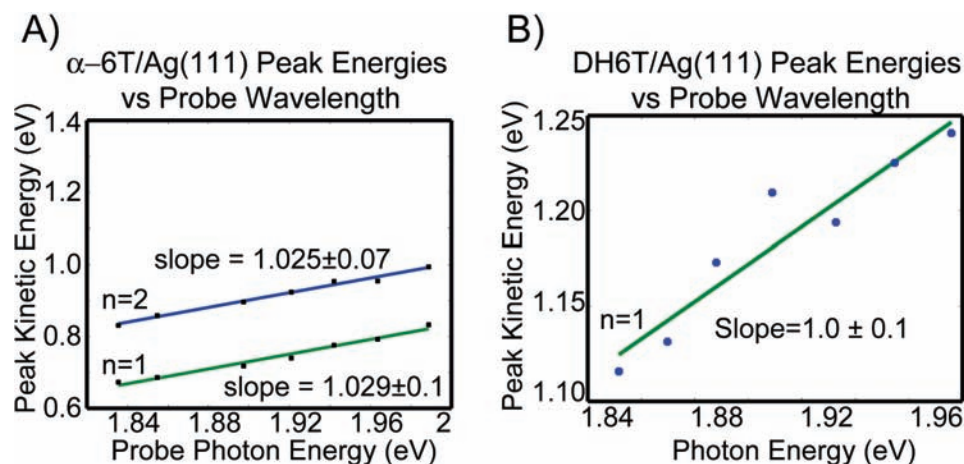 A)
α–6T/Ag(111) Peak Energies
vs Probe Wavelength
Peak Kinetic Energy (eV)
1.4
1.2
1.0
0.8
0.6
slope = 1.025±0.07
n=2
n=1
slope = 1.029±0.1
1.84 1.88 1.92 1.96 2
Probe Photon Energy (eV)
B)
DH6T/Ag(111) Peak Energies
vs Probe Wavelength
Peak Kinetic Energy (eV)
1.25
1.20
1.15
1.10
n=1
Slope=1.0 ± 0.1
1.84 1.88 1.92 1.96
Photon Energy (eV)